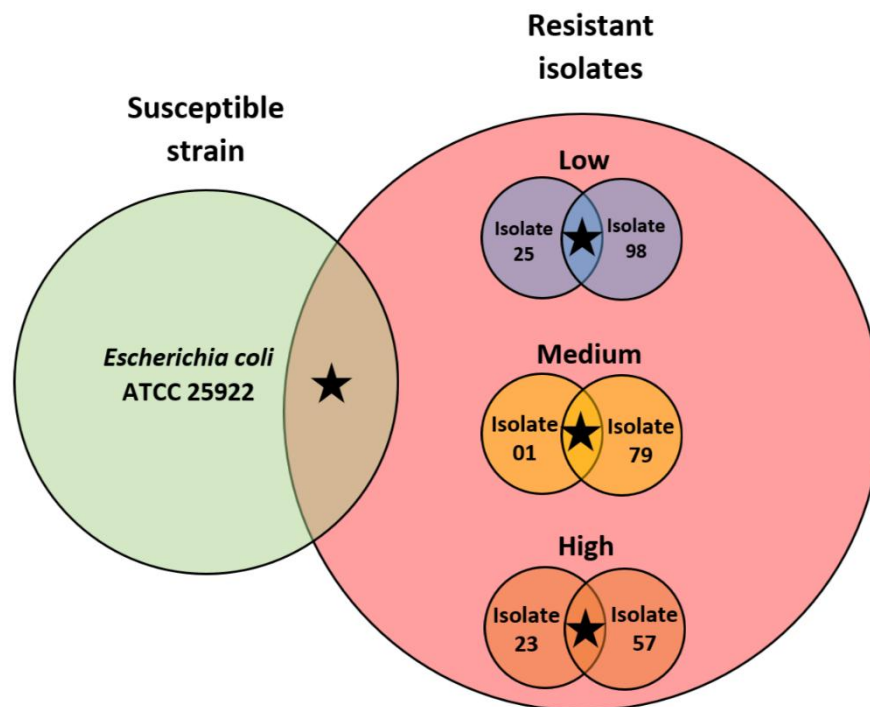 Susceptible
strain
Resistant
isolates
Escherichia coli
ATCC 25922
Low
Isolate
25
Isolate
98
Medium
Isolate
01
Isolate
79
High
Isolate
23
Isolate
57